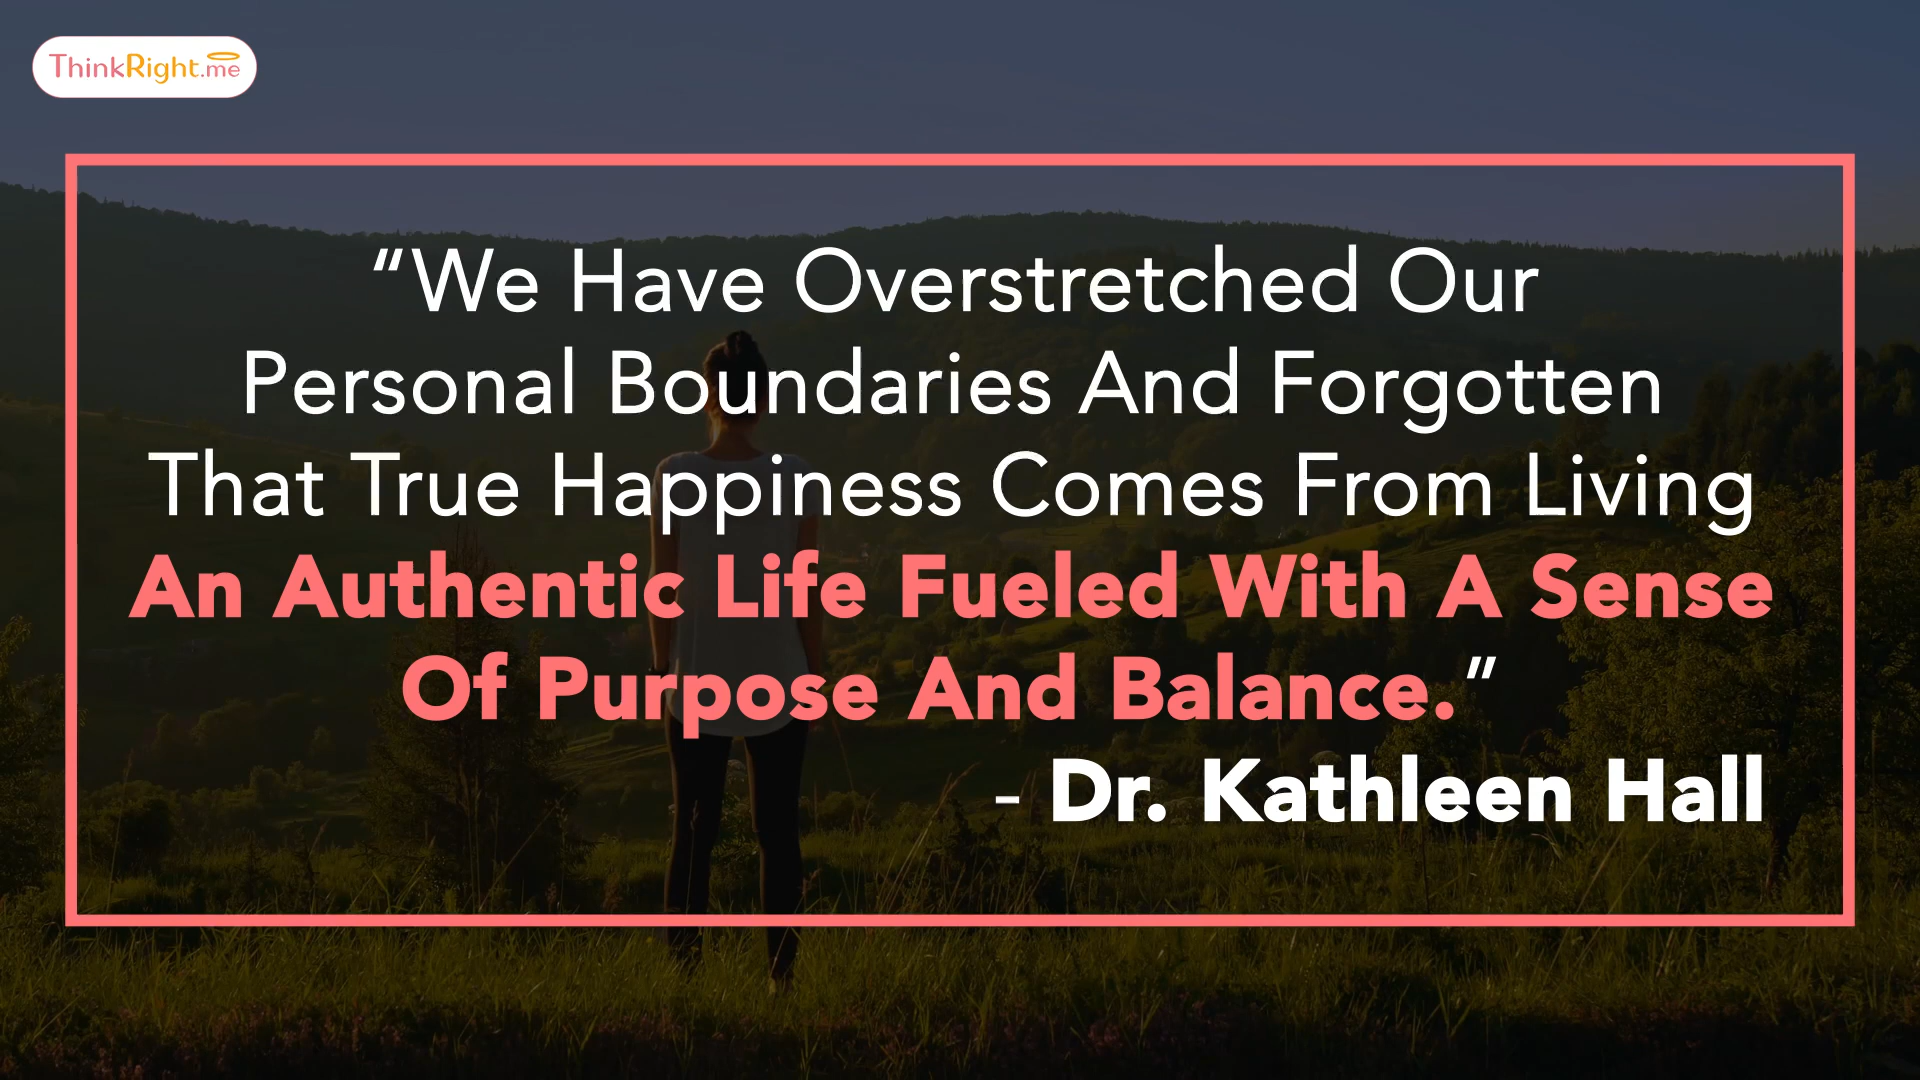 ThinkRight.me
“We Have Overstretched Our
Personal Boundaries And Forgotten
That True Happiness Comes From Living
An Authentic Life Fueled With A Sense
Of Purpose And Balance.”
- Dr. Kathleen Hall